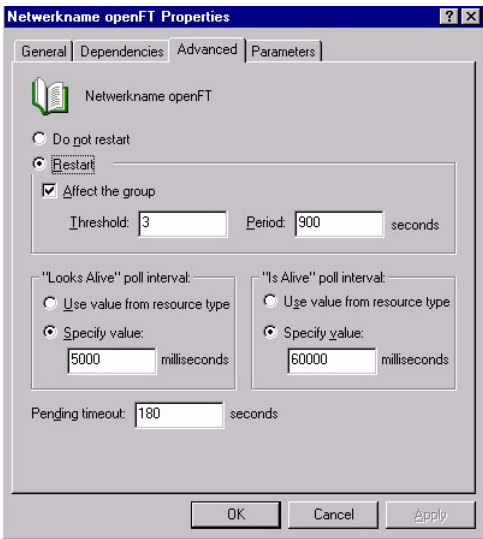 Netwerkname openFT Properties
General Dependencies Advanced Parameters
Netwerkname openFT
Do not restart
Restart
Affect the group
Threshold: 3 Period: 900 seconds
"Looks Alive" poll interval:
Use value from resource type
Specify value:
5000 milliseconds
"Is Alive" poll interval:
Use value from resource type
Specify value:
60000 milliseconds
Pending timeout: 180 seconds
OK Cancel Apply